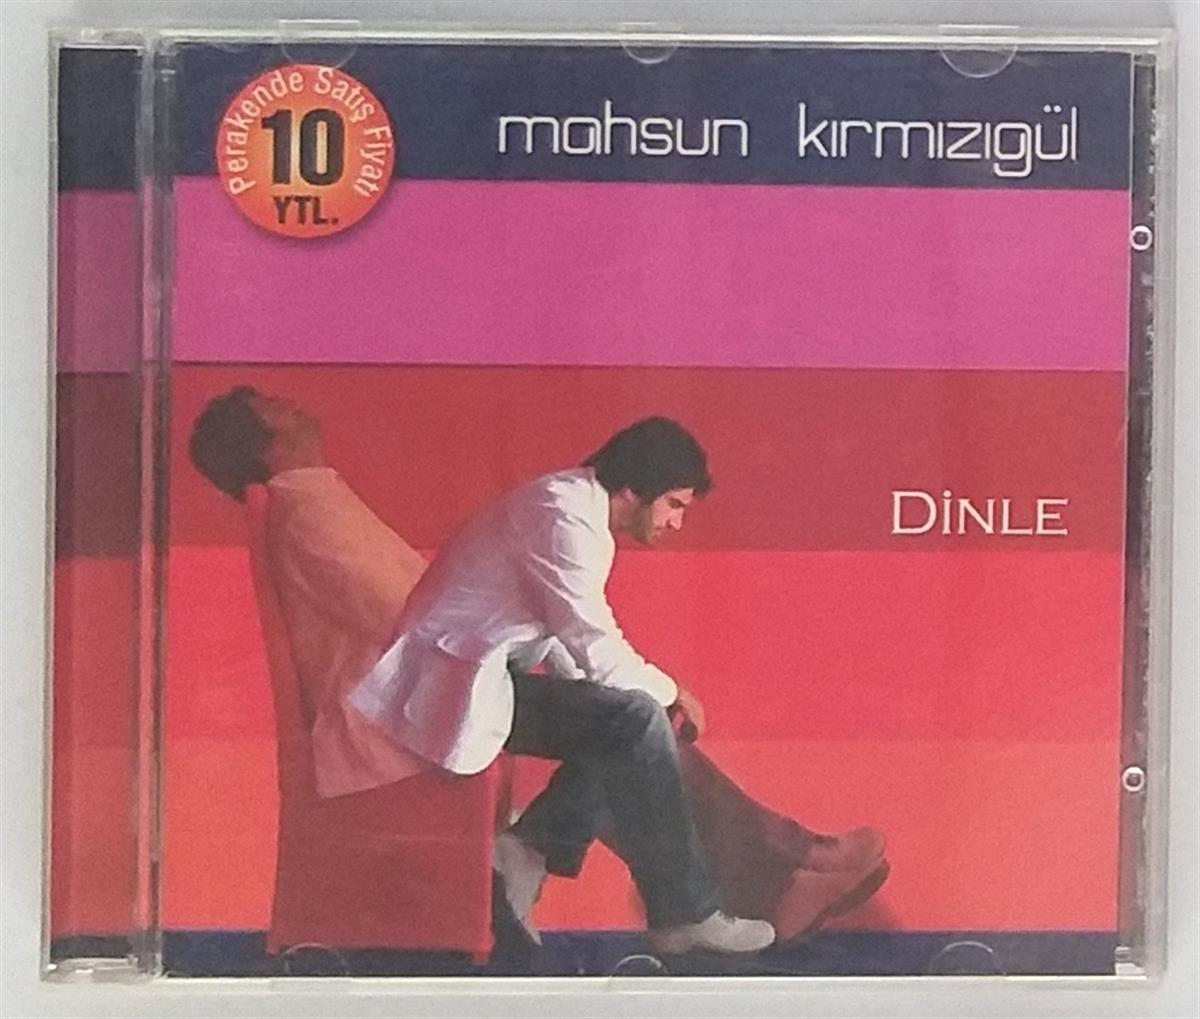 Perakende Satış Fiyatı
10
YTL.
mahsun kırmızıgül
DİNLE